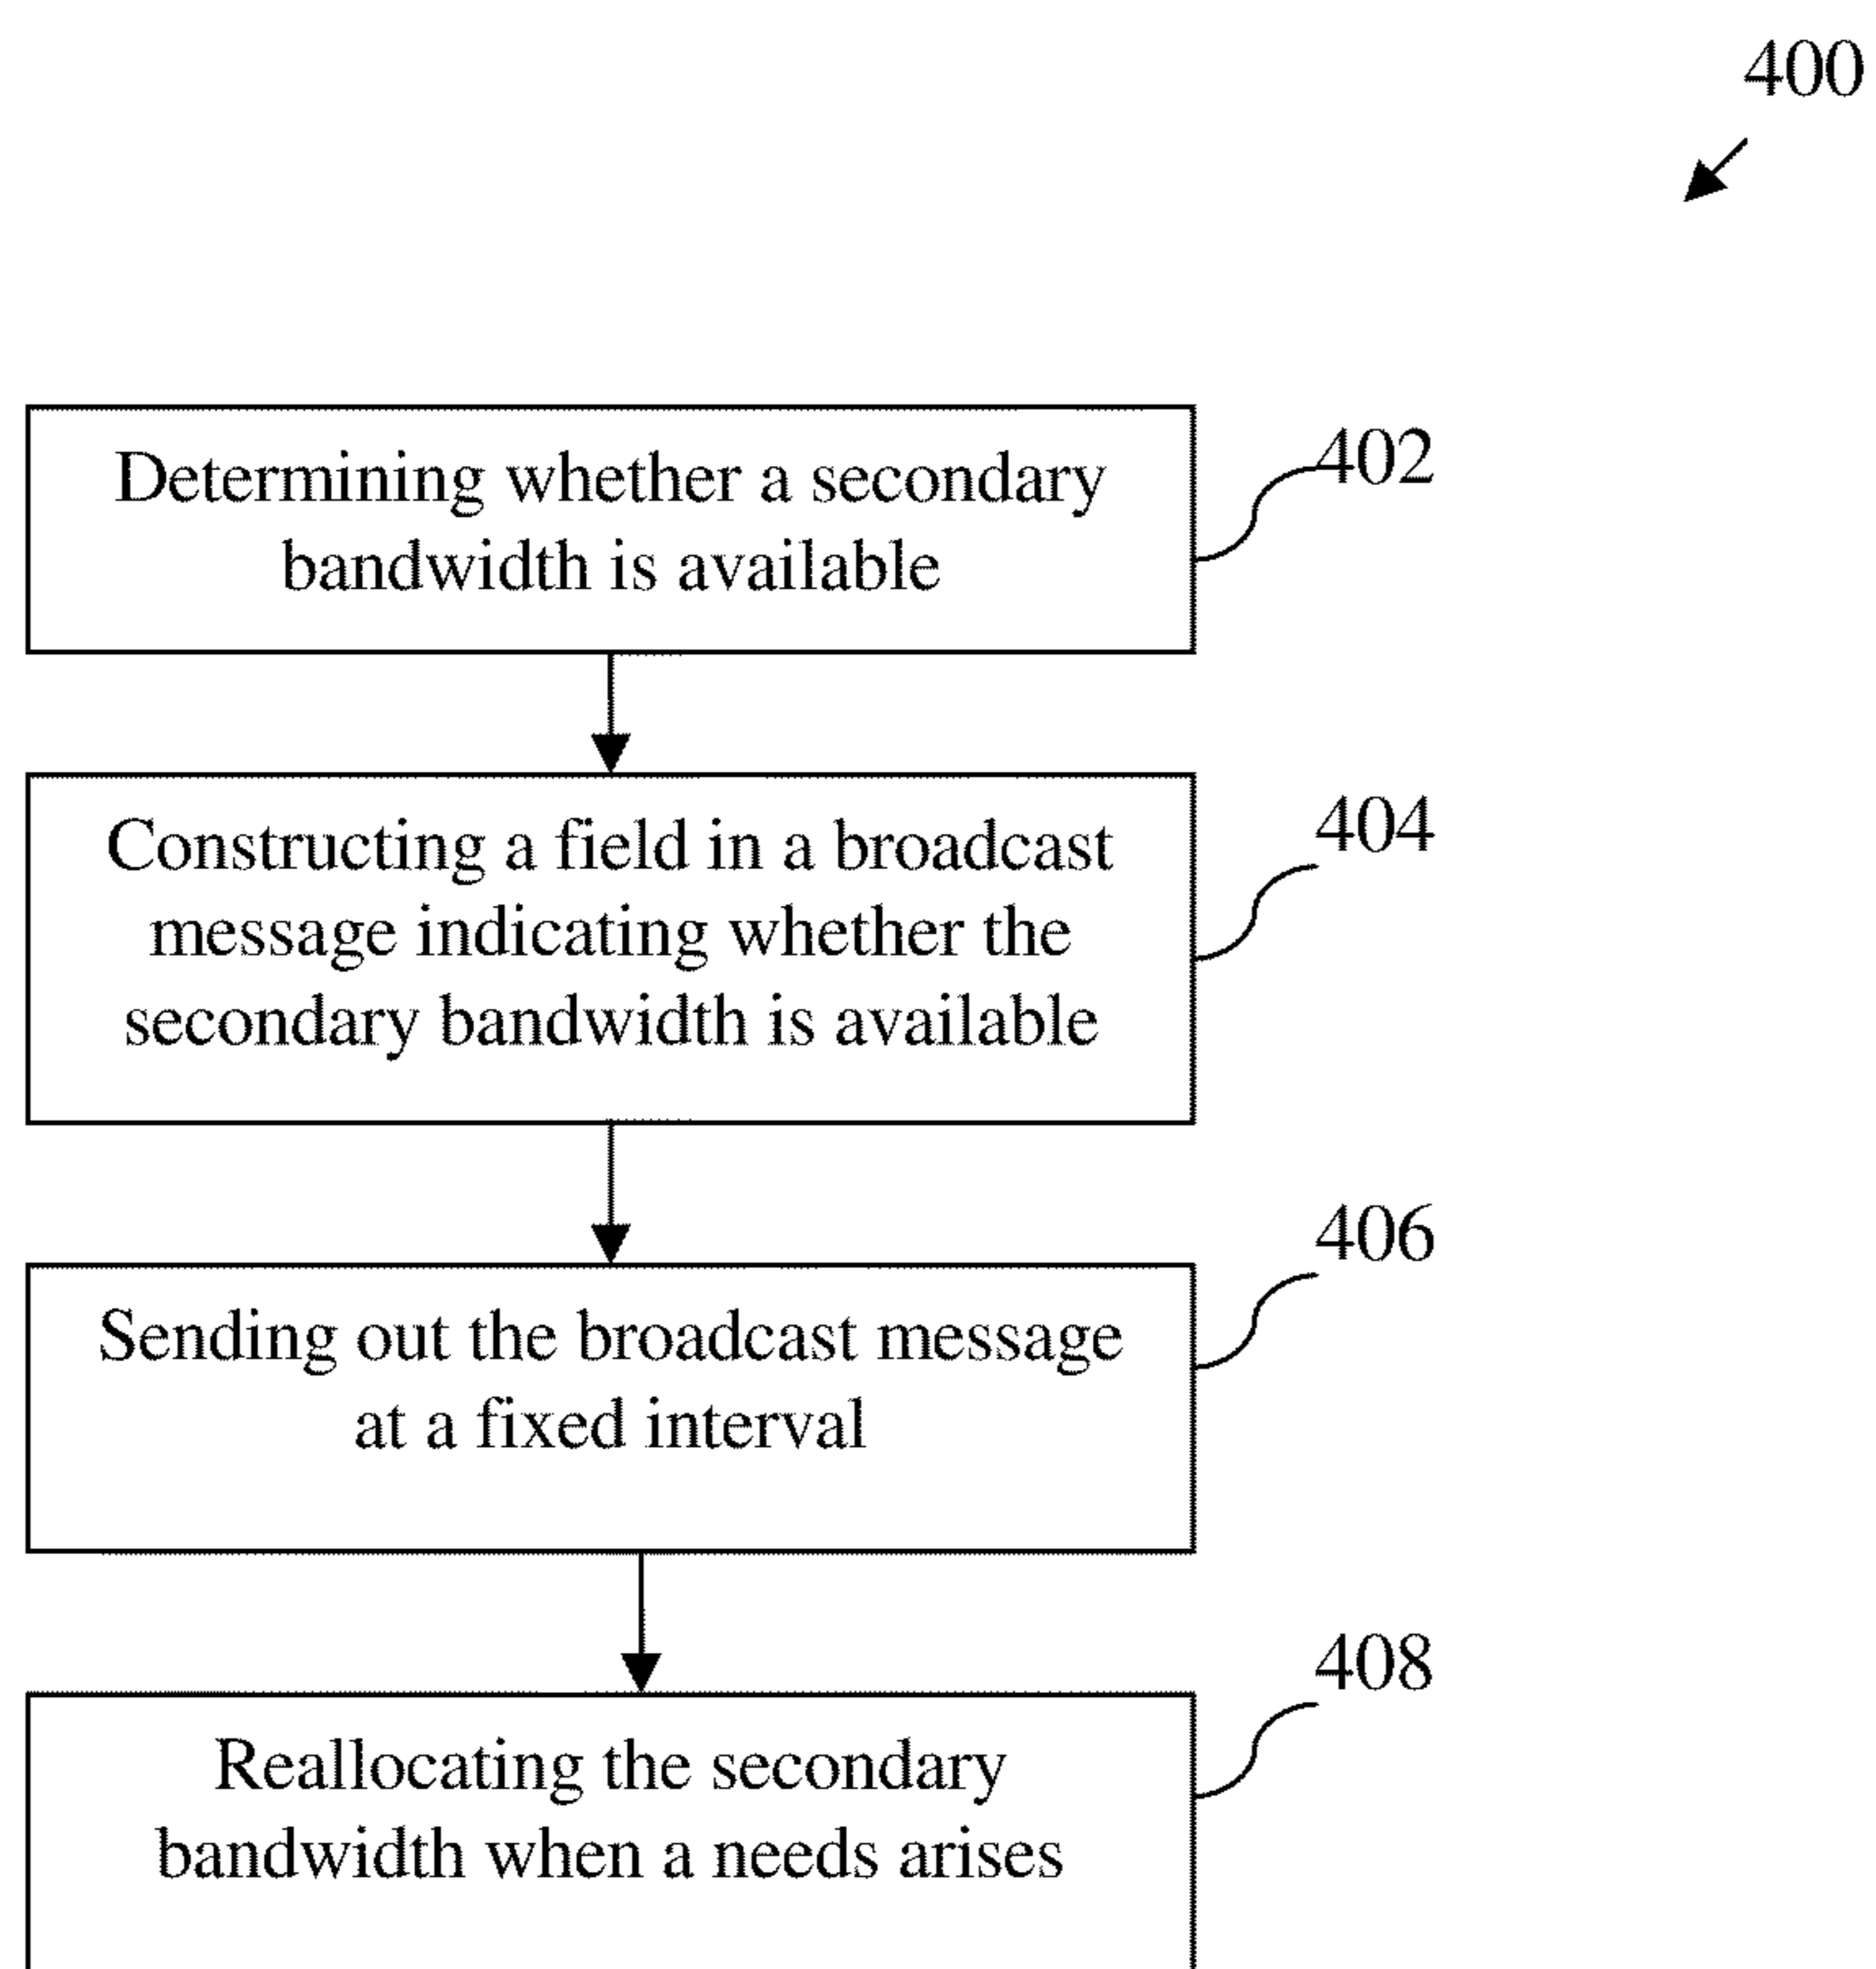 400
Determining whether a secondary
bandwidth is available
402
Constructing a field in a broadcast
message indicating whether the
secondary bandwidth is available
404
Sending out the broadcast message
at a fixed interval
406
Reallocating the secondary
bandwidth when a needs arises
408